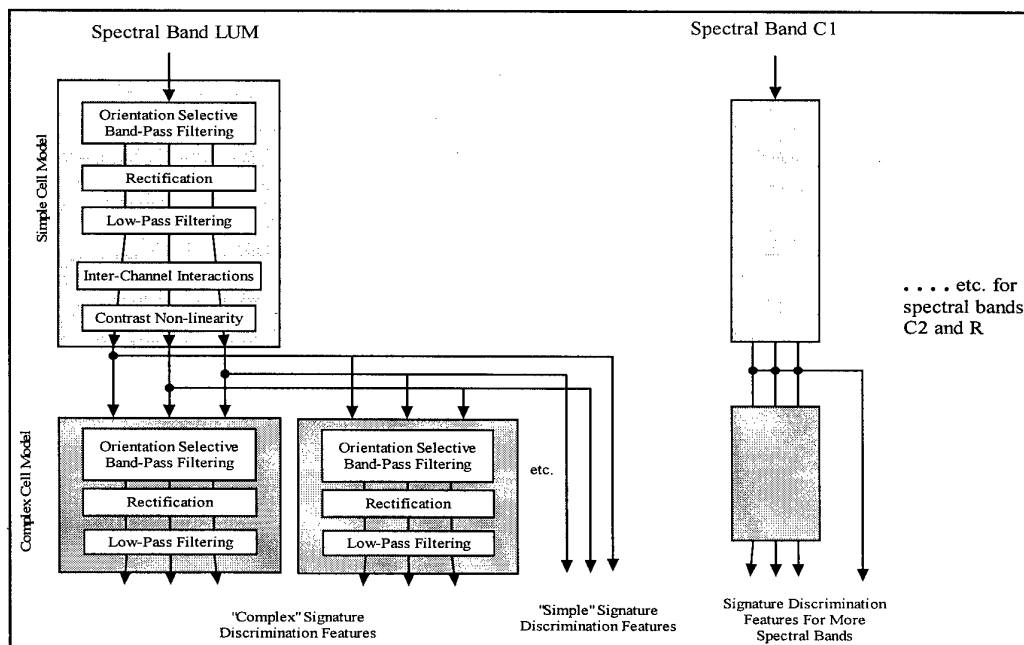 Spectral Band LUM
Spectral Band C1
Simple Cell Model
Orientation Selective
Band-Pass Filtering
Rectification
Low-Pass Filtering
Inter-Channel Interactions
Contrast Non-linearity
. . . . etc. for
spectral bands
C2 and R
Complex Cell Model
Orientation Selective
Band-Pass Filtering
Rectification
Low-Pass Filtering
Orientation Selective
Band-Pass Filtering
Rectification
Low-Pass Filtering
etc.
"Complex" Signature
Discrimination Features
"Simple" Signature
Discrimination Features
Signature Discrimination
Features For More
Spectral Bands